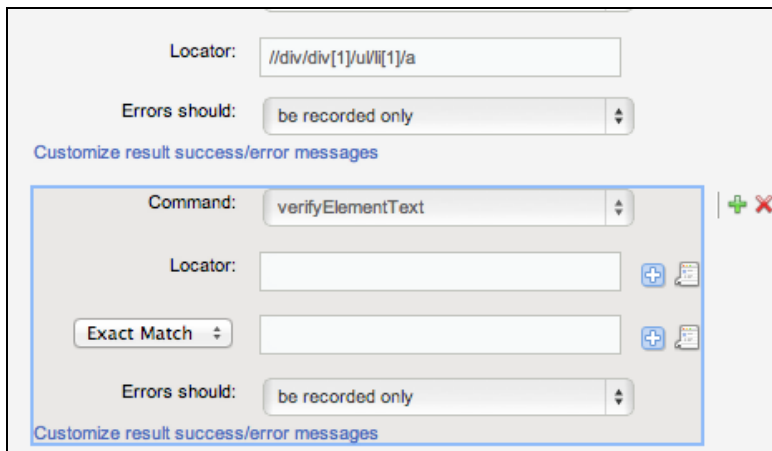 Locator: //div/div[1]/ul/li[1]/a
Errors should: be recorded only
Customize result success/error messages
Command: verifyElementText
Locator:
Exact Match
Errors should: be recorded only
Customize result success/error messages